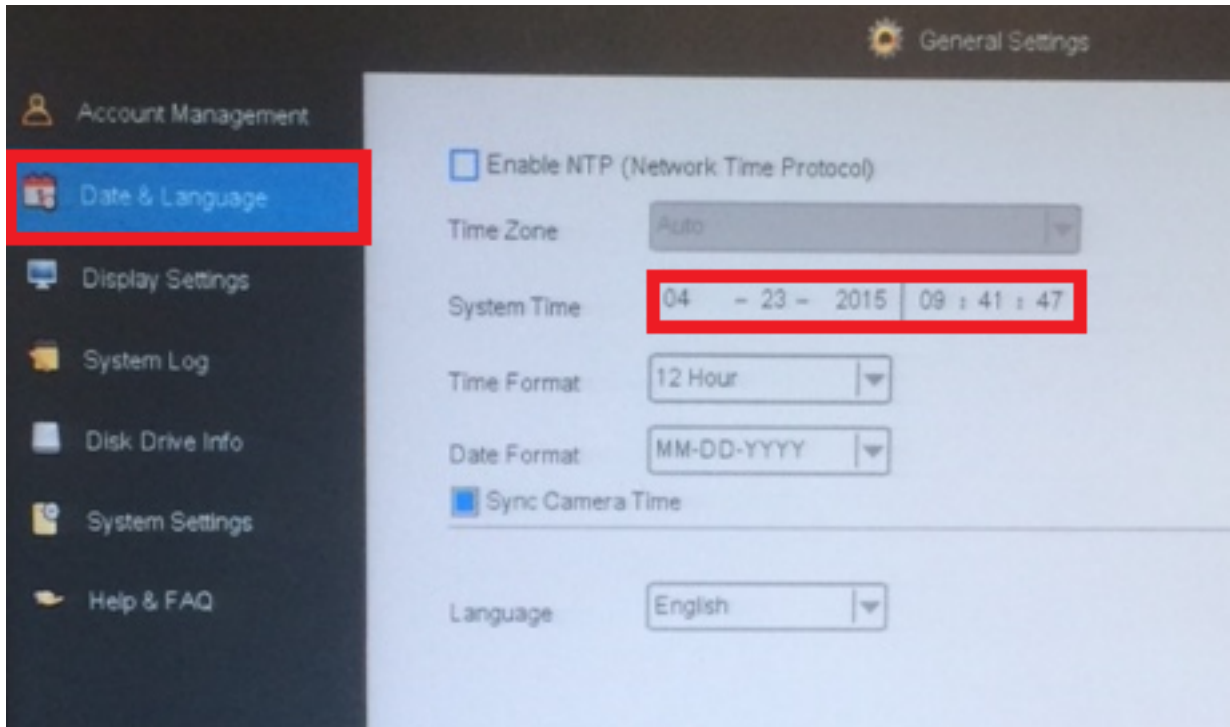 General Settings
Account Management
Date & Language
Display Settings
System Log
Disk Drive Info
System Settings
Help & FAQ
Enable NTP (Network Time Protocol)
Time Zone Auto
System Time 04 - 23 - 2015 09 : 41 : 47
Time Format 12 Hour
Date Format MM-DD-YYYY
Sync Camera Time
Language English